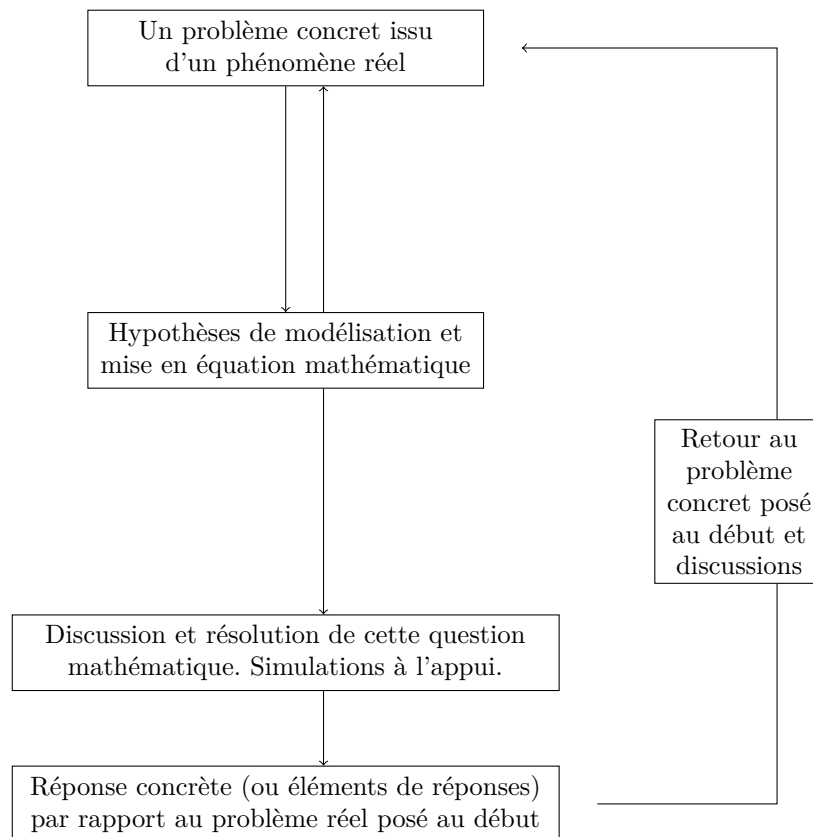 Un problème concret issu
d'un phénomène réel
Hypothèses de modélisation et
mise en équation mathématique
Retour au
problème
concret posé
au début et
discussions
Discussion et résolution de cette question
mathématique. Simulations à l'appui.
Réponse concrète (ou éléments de réponses)
par rapport au problème réel posé au début